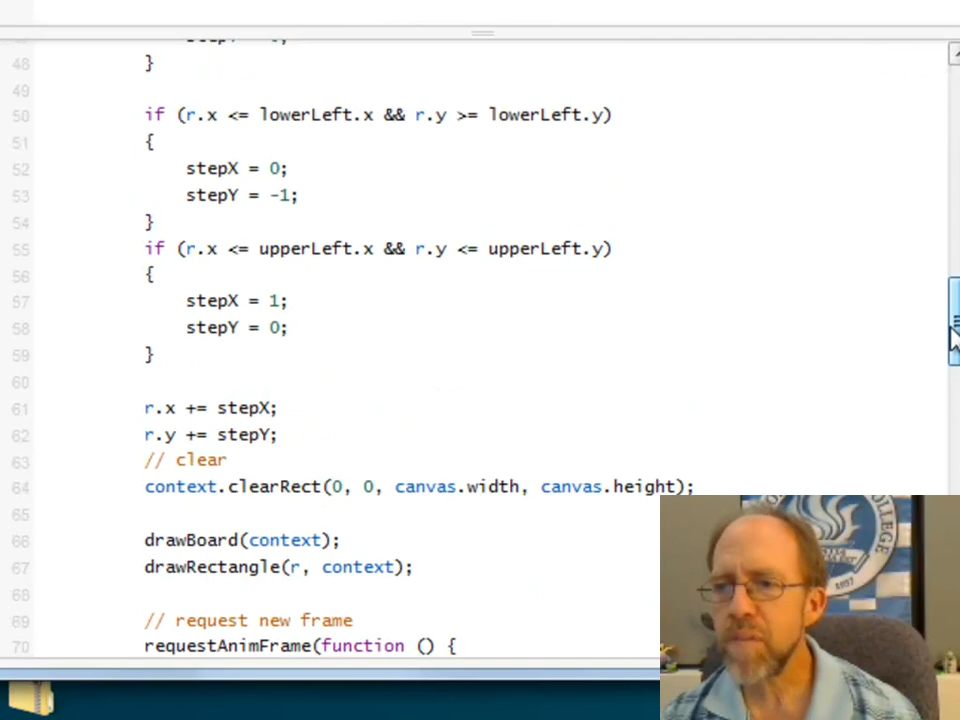 48 }
49
50 if (r.x <= lowerLeft.x && r.y >= lowerLeft.y)
51 {
52 stepX = 0;
53 stepY = -1;
54 }
55 if (r.x <= upperLeft.x && r.y <= upperLeft.y)
56 {
57 stepX = 1;
58 stepY = 0;
59 }
60
61 r.x += stepX;
62 r.y += stepY;
63 // clear
64 context.clearRect(0, 0, canvas.width, canvas.height);
65
66 drawBoard(context);
67 drawRectangle(r, context);
68
69 // request new frame
70 requestAnimFrame(function () {
COLLEGE